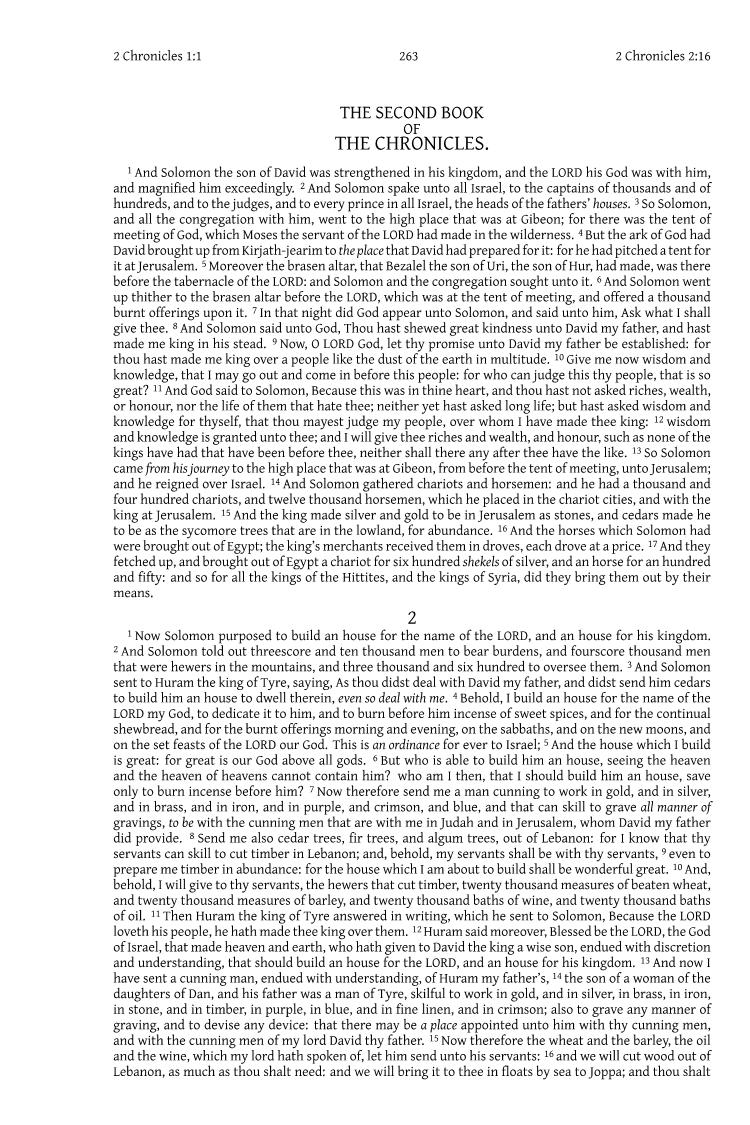 2 Chronicles 1:1 263 2 Chronicles 2:16
THE SECOND BOOK
OF
THE CHRONICLES.
1 And Solomon the son of David was strengthened in his kingdom, and the LORD his God was with him,
and magnified him exceedingly. 2 And Solomon spake unto all Israel, to the captains of thousands and of
hundreds, and to the judges, and to every prince in all Israel, the heads of the fathers’ houses. 3 So Solomon,
and all the congregation with him, went to the high place that was at Gibeon; for there was the tent of
meeting of God, which Moses the servant of the LORD had made in the wilderness. 4 But the ark of God had
David brought up from Kirjath-jearim to the place that David had prepared for it: for he had pitched a tent for
it at Jerusalem. 5 Moreover the brasen altar, that Bezalel the son of Uri, the son of Hur, had made, was there
before the tabernacle of the LORD: and Solomon and the congregation sought unto it. 6 And Solomon went
up thither to the brasen altar before the LORD, which was at the tent of meeting, and offered a thousand
burnt offerings upon it. 7 In that night did God appear unto Solomon, and said unto him, Ask what I shall
give thee. 8 And Solomon said unto God, Thou hast shewed great kindness unto David my father, and hast
made me king in his stead. 9 Now, O LORD God, let thy promise unto David my father be established: for
thou hast made me king over a people like the dust of the earth in multitude. 10 Give me now wisdom and
knowledge, that I may go out and come in before this people: for who can judge this thy people, that is so
great? 11 And God said to Solomon, Because this was in thine heart, and thou hast not asked riches, wealth,
or honour, nor the life of them that hate thee; neither yet hast asked long life; but hast asked wisdom and
knowledge for thyself, that thou mayest judge my people, over whom I have made thee king: 12 wisdom
and knowledge is granted unto thee; and I will give thee riches and wealth, and honour, such as none of the
kings have had that have been before thee, neither shall there any after thee have the like. 13 So Solomon
came from his journey to the high place that was at Gibeon, from before the tent of meeting, unto Jerusalem;
and he reigned over Israel. 14 And Solomon gathered chariots and horsemen: and he had a thousand and
four hundred chariots, and twelve thousand horsemen, which he placed in the chariot cities, and with the
king at Jerusalem. 15 And the king made silver and gold to be in Jerusalem as stones, and cedars made he
to be as the sycomore trees that are in the lowland, for abundance. 16 And the horses which Solomon had
were brought out of Egypt; the king’s merchants received them in droves, each drove at a price. 17 And they
fetched up, and brought out of Egypt a chariot for six hundred shekels of silver, and an horse for an hundred
and fifty: and so for all the kings of the Hittites, and the kings of Syria, did they bring them out by their
means.
2
1 Now Solomon purposed to build an house for the name of the LORD, and an house for his kingdom.
2 And Solomon told out threescore and ten thousand men to bear burdens, and fourscore thousand men
that were hewers in the mountains, and three thousand and six hundred to oversee them. 3 And Solomon
sent to Huram the king of Tyre, saying, As thou didst deal with David my father, and didst send him cedars
to build him an house to dwell therein, even so deal with me. 4 Behold, I build an house for the name of the
LORD my God, to dedicate it to him, and to burn before him incense of sweet spices, and for the continual
shewbread, and for the burnt offerings morning and evening, on the sabbaths, and on the new moons, and
on the set feasts of the LORD our God. This is an ordinance for ever to Israel; 5 And the house which I build
is great: for great is our God above all gods. 6 But who is able to build him an house, seeing the heaven
and the heaven of heavens cannot contain him? who am I then, that I should build him an house, save
only to burn incense before him? 7 Now therefore send me a man cunning to work in gold, and in silver,
and in brass, and in iron, and in purple, and crimson, and blue, and that can skill to grave all manner of
gravings, to be with the cunning men that are with me in Judah and in Jerusalem, whom David my father
did provide. 8 Send me also cedar trees, fir trees, and algum trees, out of Lebanon: for I know that thy
servants can skill to cut timber in Lebanon; and, behold, my servants shall be with thy servants, 9 even to
prepare me timber in abundance: for the house which I am about to build shall be wonderful great. 10 And,
behold, I will give to thy servants, the hewers that cut timber, twenty thousand measures of beaten wheat,
and twenty thousand measures of barley, and twenty thousand baths of wine, and twenty thousand baths
of oil. 11 Then Huram the king of Tyre answered in writing, which he sent to Solomon, Because the LORD
loveth his people, he hath made thee king over them. 12 Huram said moreover, Blessed be the LORD, the God
of Israel, that made heaven and earth, who hath given to David the king a wise son, endued with discretion
and understanding, that should build an house for the LORD, and an house for his kingdom. 13 And now I
have sent a cunning man, endued with understanding, of Huram my father’s, 14 the son of a woman of the
daughters of Dan, and his father was a man of Tyre, skilful to work in gold, and in silver, in brass, in iron,
in stone, and in timber, in purple, in blue, and in fine linen, and in crimson; also to grave any manner of
graving, and to devise any device: that there may be a place appointed unto him with thy cunning men,
and with the cunning men of my lord David thy father. 15 Now therefore the wheat and the barley, the oil
and the wine, which my lord hath spoken of, let him send unto his servants: 16 and we will cut wood out of
Lebanon, as much as thou shalt need: and we will bring it to thee in floats by sea to Joppa; and thou shalt